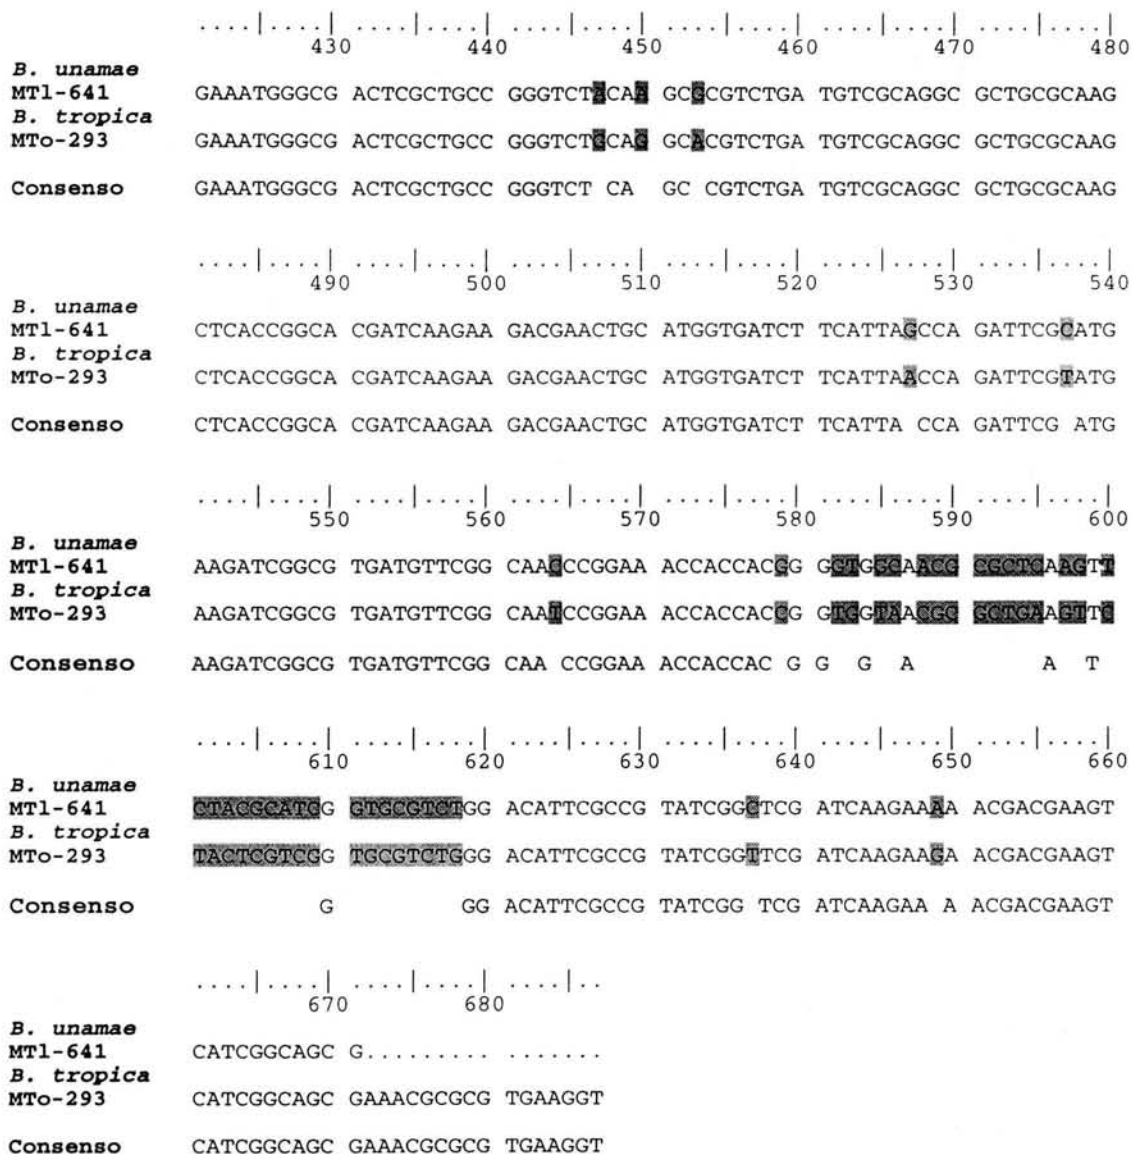 ....|....| ....|....| ....|....| ....|....| ....|....| ....|....|
430 440 450 460 470 480
B. unamae
MTl-641 GAAATGGGCG ACTCGCTGCC GGGTCTACAA GCGCGTCTGA TGTCGCAGGC GCTGCGCAAG
B. tropica
MTo-293 GAAATGGGCG ACTCGCTGCC GGGTCTGCAG GCACGTCTGA TGTCGCAGGC GCTGCGCAAG
Consenso GAAATGGGCG ACTCGCTGCC GGGTCT CA GC CGTCTGA TGTCGCAGGC GCTGCGCAAG
....|....| ....|....| ....|....| ....|....| ....|....| ....|....|
490 500 510 520 530 540
B. unamae
MTl-641 CTCACCGGCA CGATCAAGAA GACGAACTGC ATGGTGATCT TCATTAGCCA GATTCGCATG
B. tropica
MTo-293 CTCACCGGCA CGATCAAGAA GACGAACTGC ATGGTGATCT TCATTAACCA GATTCGTATG
Consenso CTCACCGGCA CGATCAAGAA GACGAACTGC ATGGTGATCT TCATTA CCA GATTCG ATG
....|....| ....|....| ....|....| ....|....| ....|....| ....|....|
550 560 570 580 590 600
B. unamae
MTl-641 AAGATCGGCG TGATGTTCGG CAACCCGGAA ACCACCACGG GGTGGCAACG CGCTCAAGTT
B. tropica
MTo-293 AAGATCGGCG TGATGTTCGG CAATCCGGAA ACCACCACCG GTGGTAACGC GCTGAAGTTC
Consenso AAGATCGGCG TGATGTTCGG CAA CCGGAA ACCACCAC G G G A A T
....|....| ....|....| ....|....| ....|....| ....|....| ....|....|
610 620 630 640 650 660
B. unamae
MTl-641 CTACGCATCG GTGCGTCTGG ACATTCGCCG TATCGGCTCG ATCAAGAAAA ACGACGAAGT
B. tropica
MTo-293 TACTCGTCGG TGCGTCTGGG ACATTCGCCG TATCGGTTCG ATCAAGAAGA ACGACGAAGT
Consenso G GG ACATTCGCCG TATCGG TCG ATCAAGAA A ACGACGAAGT
....|....| ....|....| ....|..
670 680
B. unamae
MTl-641 CATCGGCAGC G......... .......
B. tropica
MTo-293 CATCGGCAGC GAAACGCGCG TGAAGGT
Consenso CATCGGCAGC GAAACGCGCG TGAAGGT